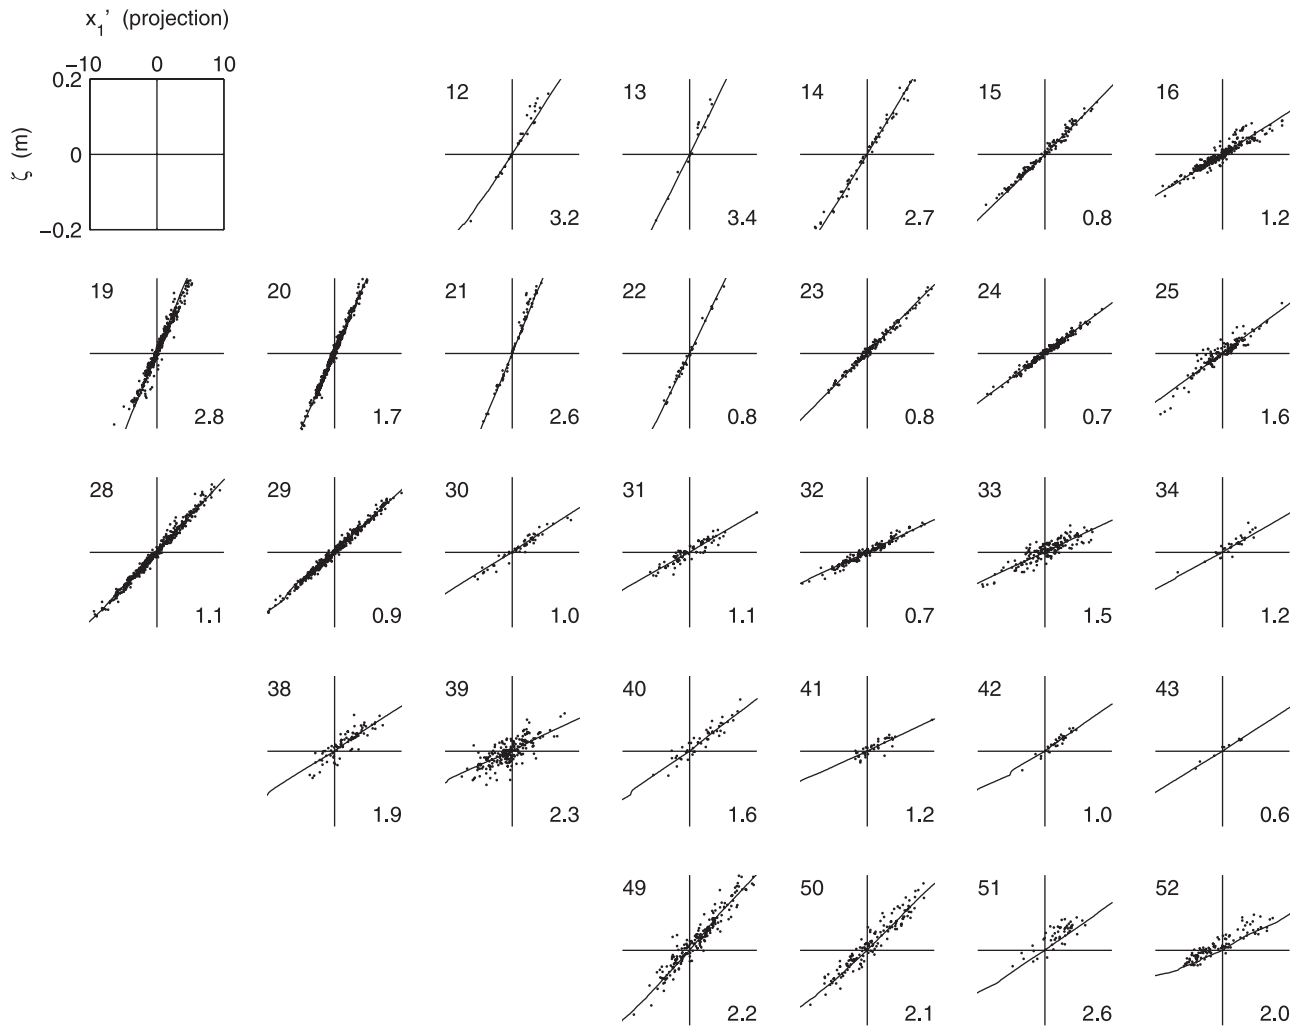 x1' (projection)
−10 0 10
0.2
0
−0.2
ζ (m)
12 13 14 15 16
3.2 3.4 2.7 0.8 1.2
19 20 21 22 23 24 25
2.8 1.7 2.6 0.8 0.8 0.7 1.6
28 29 30 31 32 33 34
1.1 0.9 1.0 1.1 0.7 1.5 1.2
38 39 40 41 42 43
1.9 2.3 1.6 1.2 1.0 0.6
49 50 51 52
2.2 2.1 2.6 2.0